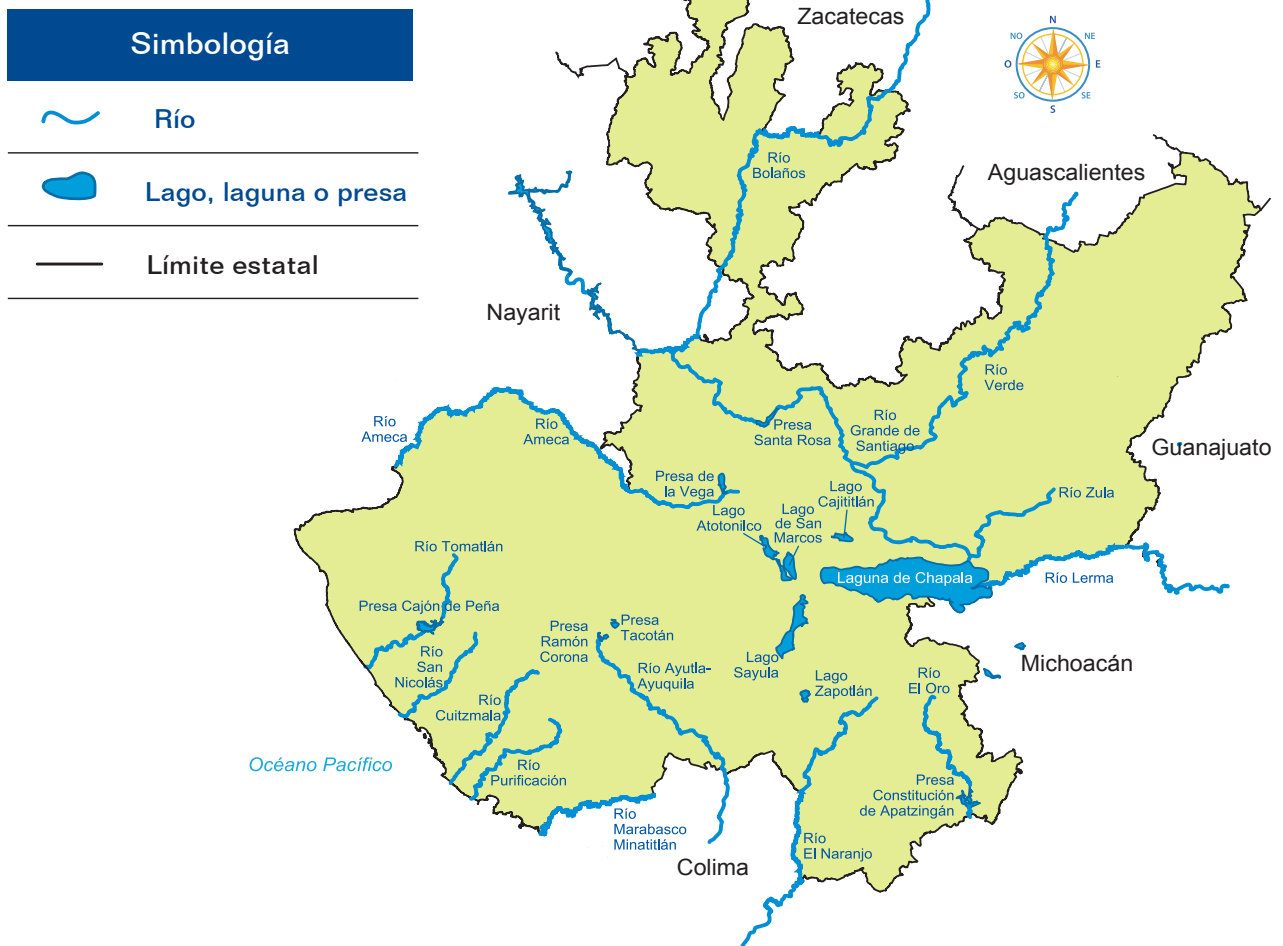 Simbología
Río
Lago, laguna o presa
Límite estatal
Zacatecas
N
NO
NE
O
E
SO
SE
S
Río
Bolaños
Aguascalientes
Nayarit
Río
Verde
Río
Ameca
Río
Ameca
Presa
Santa Rosa
Río
Grande de
Santiago
Guanajuato
Presa de
la Vega
Lago
Cajititlán
Río Zula
Lago
Atotonilco
Lago
de San
Marcos
Río Tomatlán
Laguna de Chapala
Río Lerma
Presa Cajón de Peña
Presa
Ramón
Corona
Presa
Tacotán
Río
San
Nicolás
Río Ayutla-
Ayuquila
Lago
Sayula
Lago
Zapotlán
Río
El Oro
Michoacán
Río
Cuitzmala
Océano Pacífico
Río
Purificación
Presa
Constitución
de Apatzingán
Río
Marabasco
Minatitlán
Río
El Naranjo
Colima